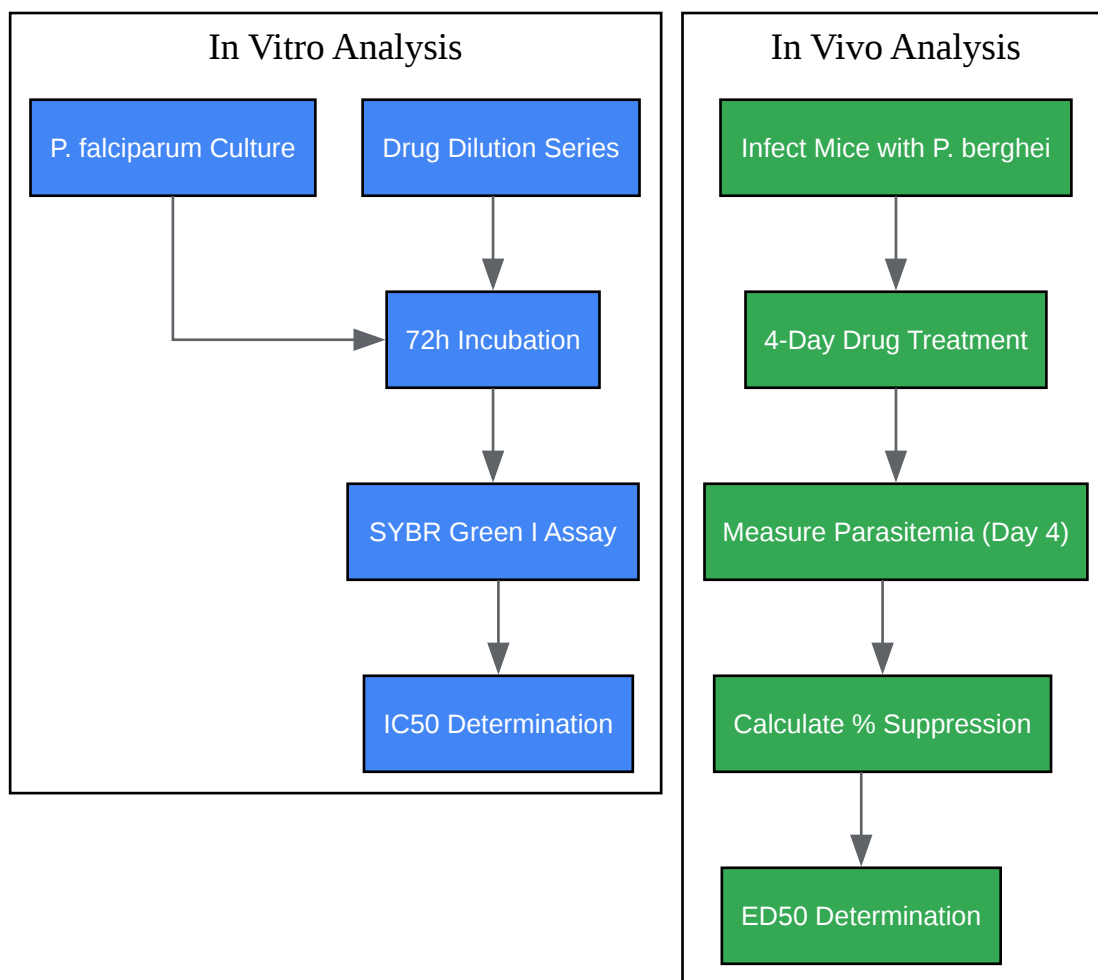 In Vitro Analysis
P. falciparum Culture
Drug Dilution Series
72h Incubation
SYBR Green I Assay
IC50 Determination
In Vivo Analysis
Infect Mice with P. berghei
4-Day Drug Treatment
Measure Parasitemia (Day 4)
Calculate % Suppression
ED50 Determination